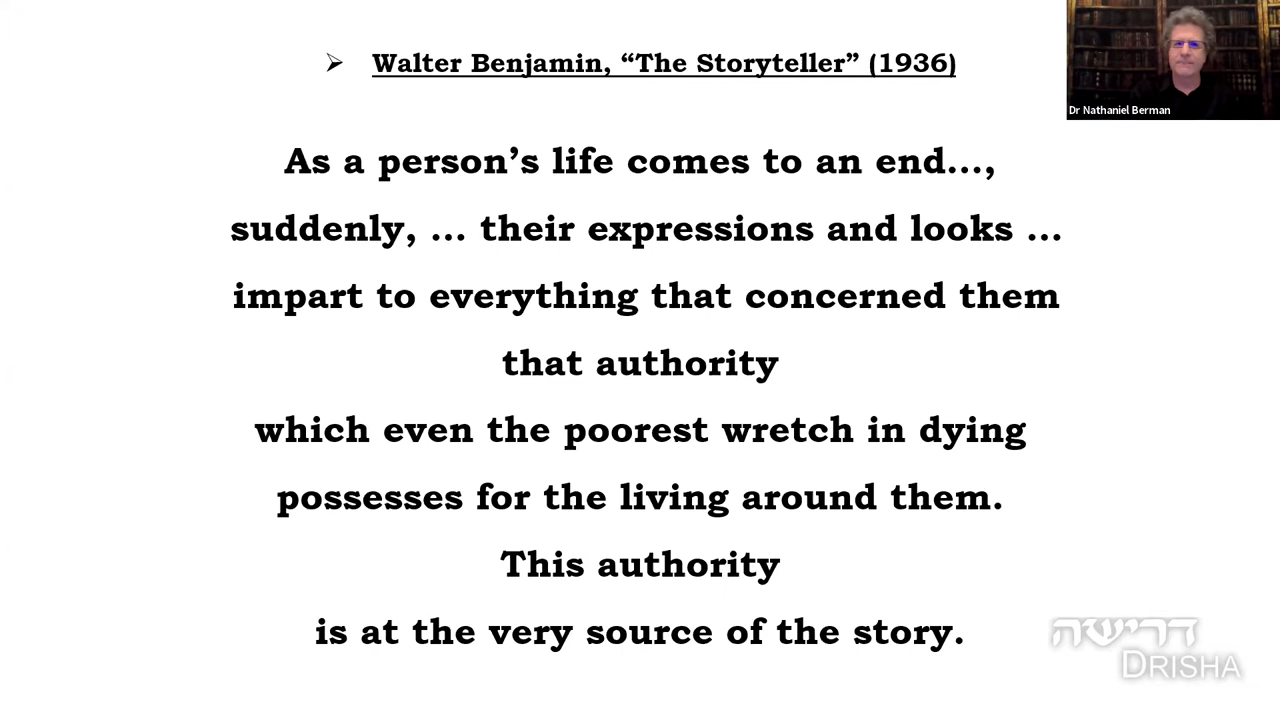 ➢ Walter Benjamin, “The Storyteller” (1936)
Dr Nathaniel Berman
As a person’s life comes to an end...,
suddenly, ... their expressions and looks ...
impart to everything that concerned them
that authority
which even the poorest wretch in dying
possesses for the living around them.
This authority
is at the very source of the story.
דרישה
DRISHA